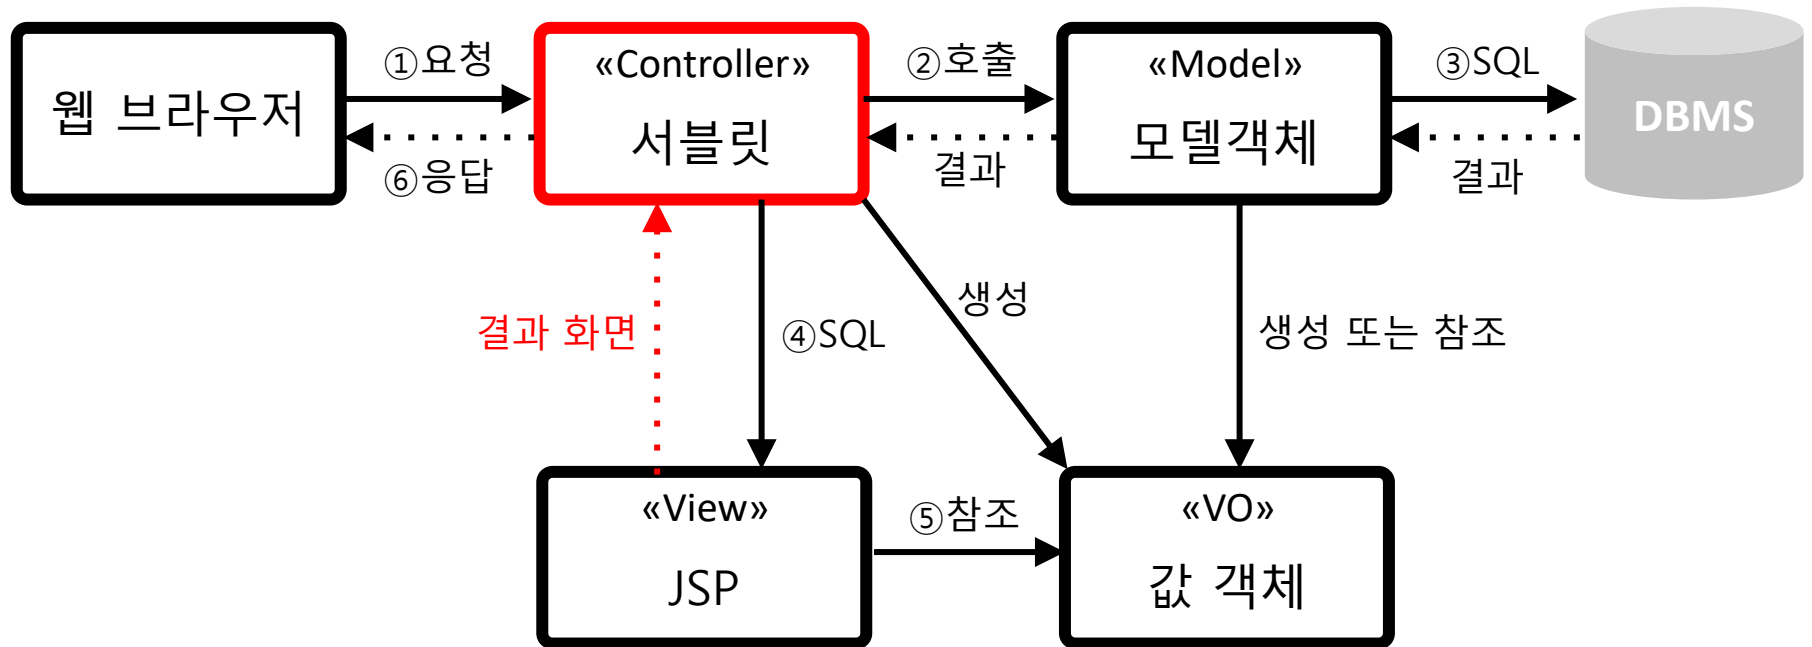 웹 브라우저
①요청
⑥응답
«Controller»
서블릿
②호출
결과
«Model»
모델객체
③SQL
결과
DBMS
결과 화면
④SQL
생성
생성 또는 참조
«View»
JSP
⑤참조
«VO»
값 객체